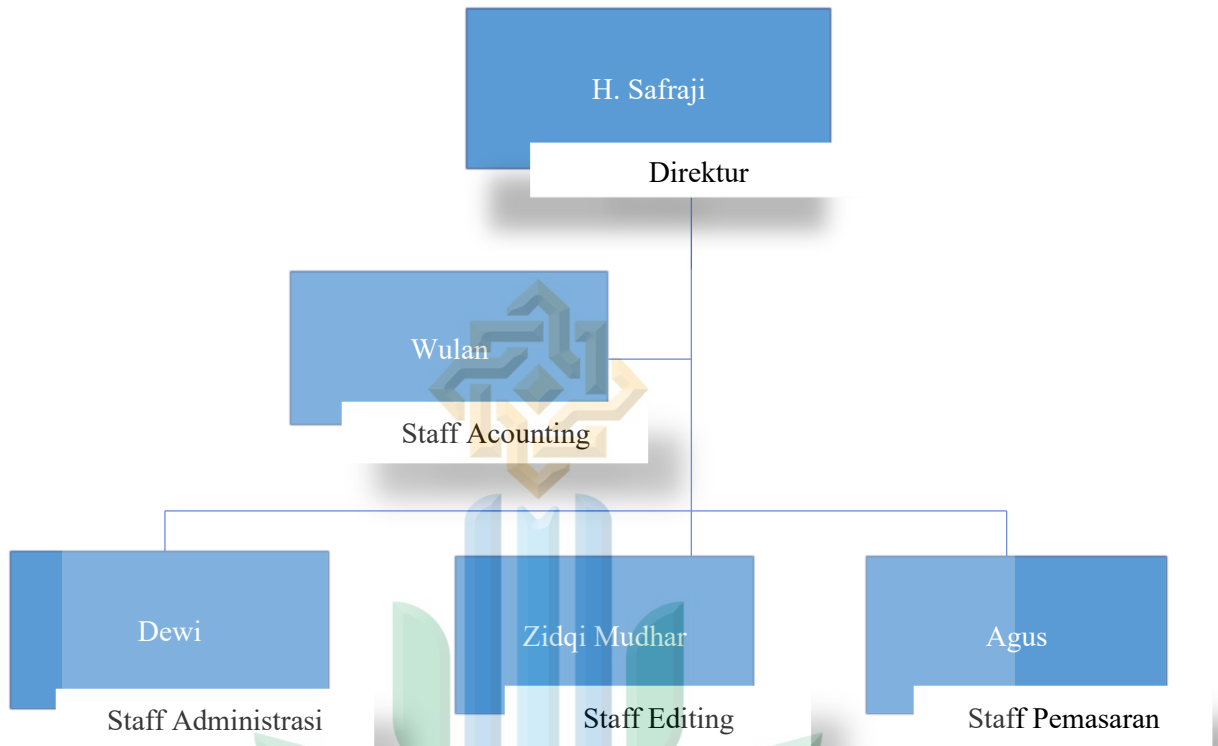 H. Safraji
Direktur
Wulan
Staff Acounting
Dewi
Staff Administrasi
Zidqi Mudhar
Staff Editing
Agus
Staff Pemasaran